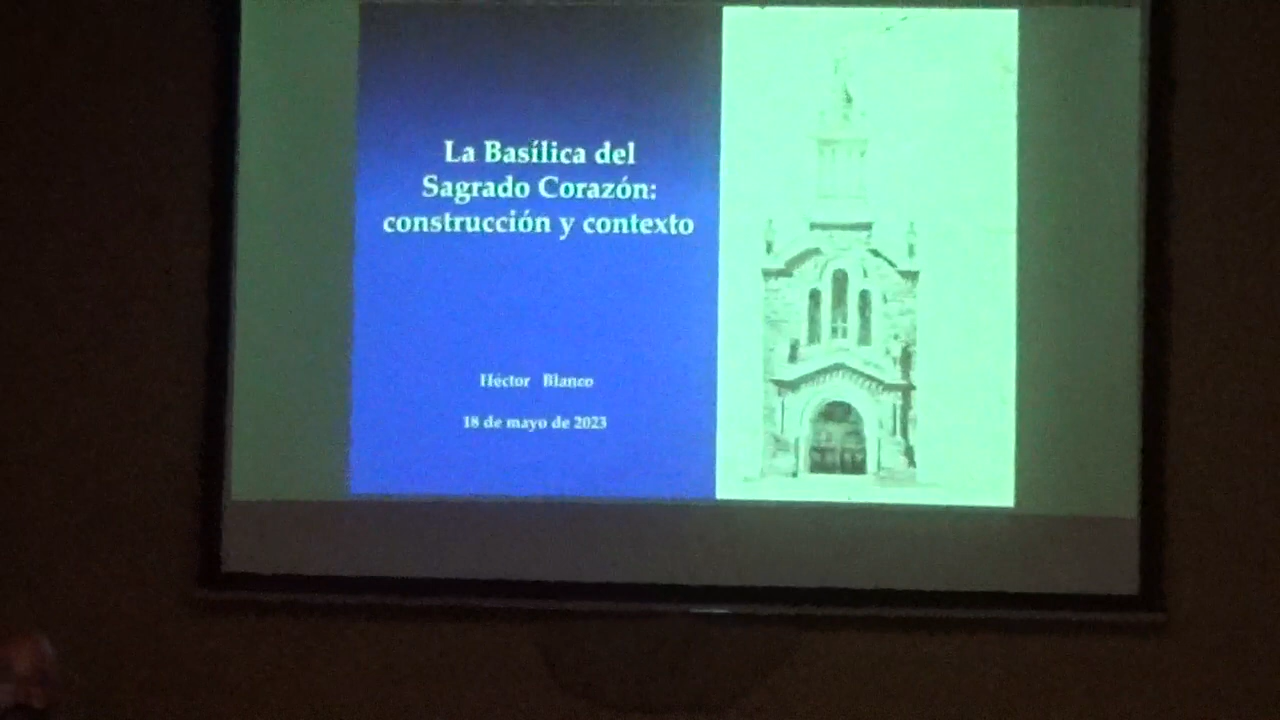 La Basílica del
Sagrado Corazón:
construcción y contexto
Héctor Blanco
18 de mayo de 2023